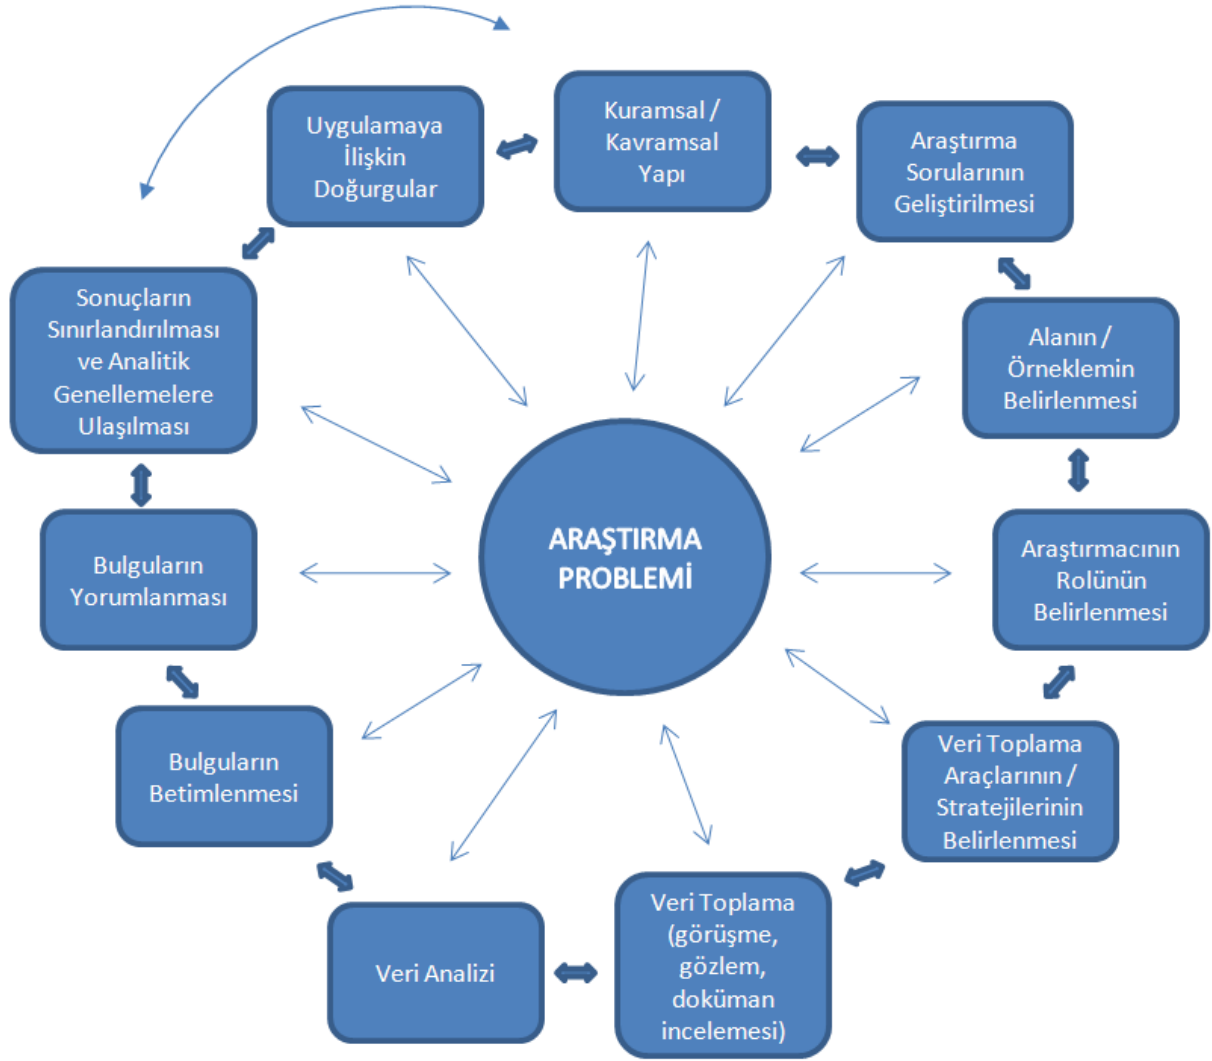 Uygulamaya
İlişkin
Doğurgular
Kuramsal /
Kavramsal
Yapı
Araştırma
Sorularının
Geliştirilmesi
Alanın /
Örneklemin
Belirlenmesi
Araştırmacının
Rolünün
Belirlenmesi
Veri Toplama
Araçlarının /
Stratejilerinin
Belirlenmesi
Veri Toplama
(görüşme,
gözlem,
doküman
incelemesi)
Veri Analizi
Bulguların
Betimlenmesi
Bulguların
Yorumlanması
Sonuçların
Sınırlandırılması
ve Analitik
Genellemelere
Ulaşılması
ARAŞTIRMA
PROBLEMİ